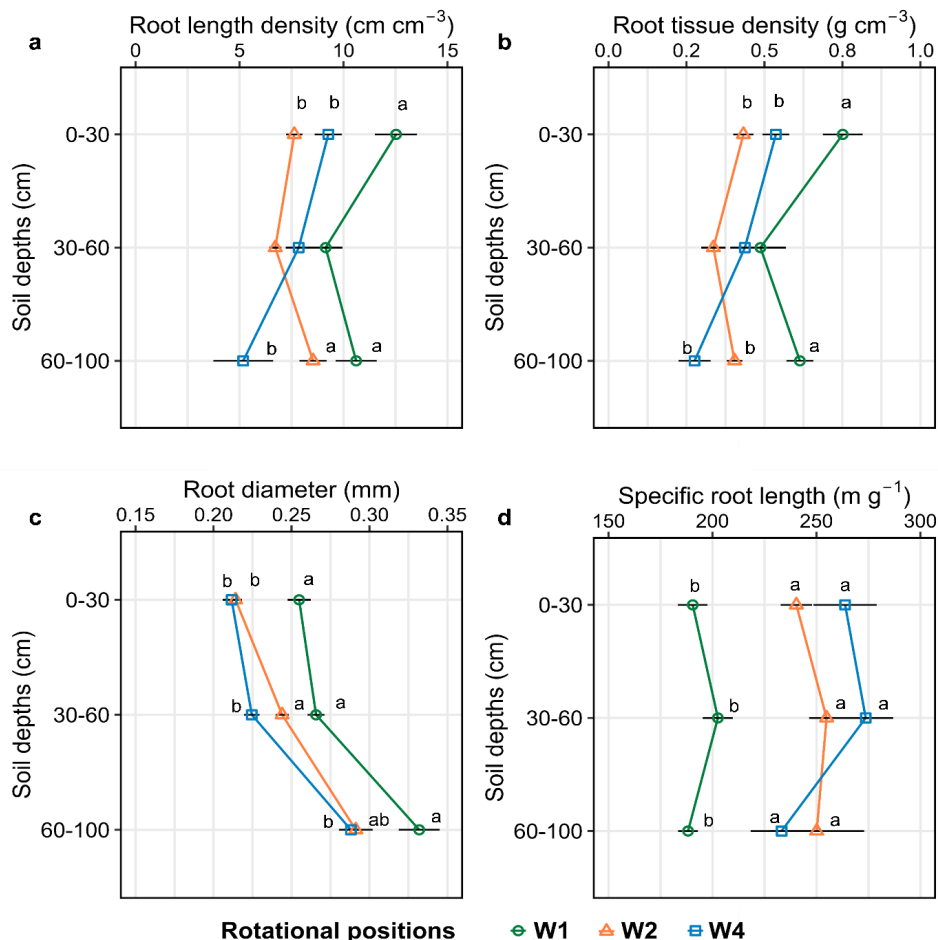 a
Root length density (cm cm⁻³)
0 5 10 15
b b a
0-30
30-60
60-100
b a a
Soil depths (cm)
b
Root tissue density (g cm⁻³)
0.0 0.2 0.5 0.8 1.0
b b a
0-30
30-60
60-100
b b a
Soil depths (cm)
c
Root diameter (mm)
0.15 0.20 0.25 0.30 0.35
b b a
0-30
b a a
30-60
b ab a
60-100
Soil depths (cm)
d
Specific root length (m g⁻¹)
150 200 250 300
b a a
0-30
b a a
30-60
b a a
60-100
Soil depths (cm)
Rotational positions W1 W2 W4